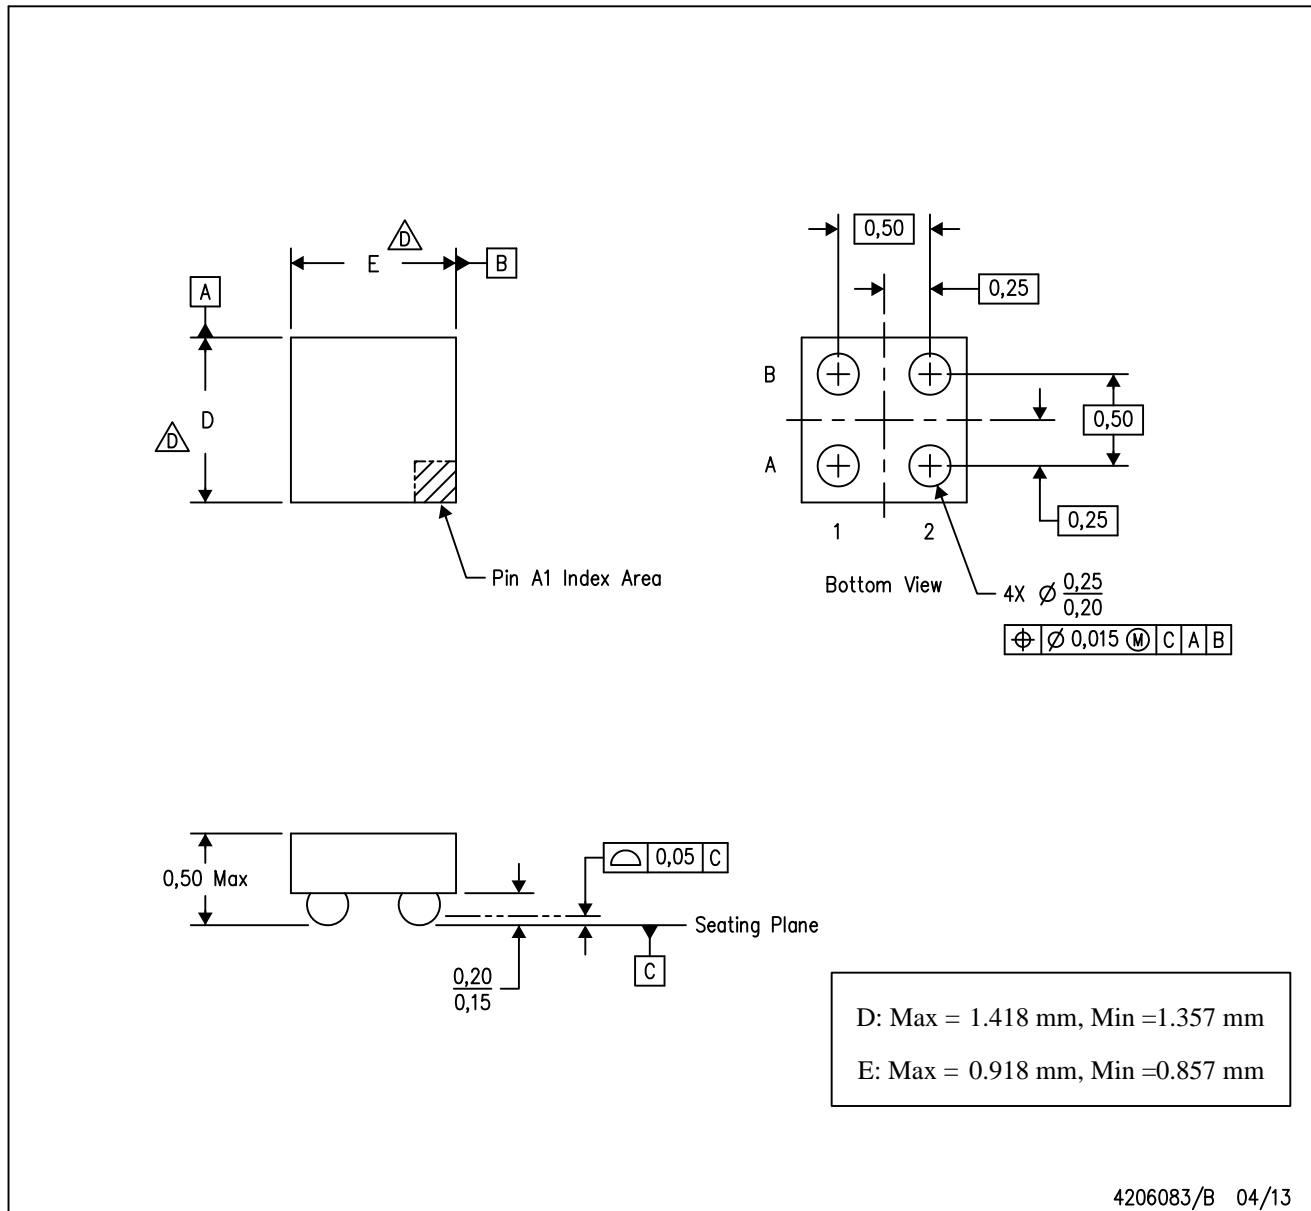 0,50
D
E
B
0,25
A
B
D
0,50
D
A
0,25
1 2
Pin A1 Index Area
Bottom View
4X Ø 0,25
0,20
⌖ Ø 0,015 Ⓜ C A B
0,50 Max
⌓ 0,05 C
Seating Plane
C
0,20
0,15
D: Max = 1.418 mm, Min =1.357 mm
E: Max = 0.918 mm, Min =0.857 mm
4206083/B 04/13